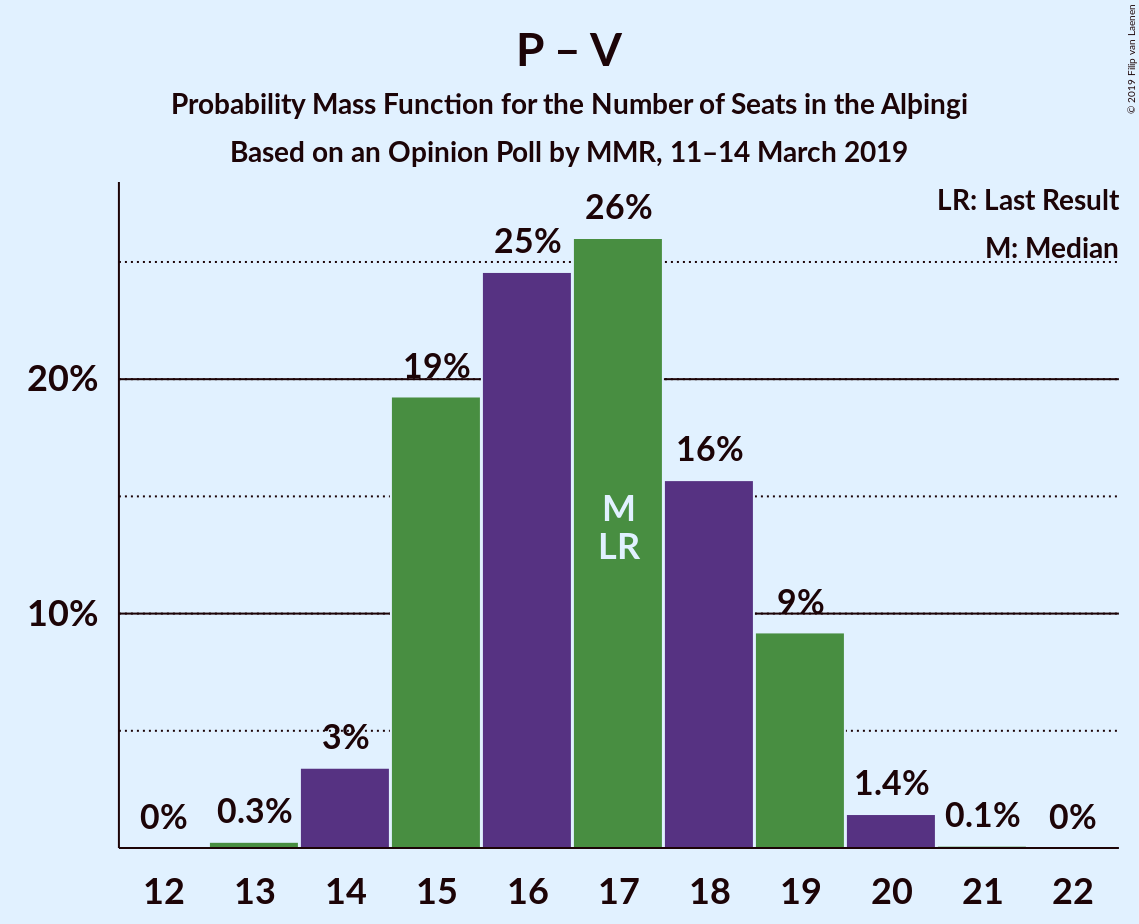 P – V
Probability Mass Function for the Number of Seats in the Alþingi
Based on an Opinion Poll by MMR, 11–14 March 2019
© 2019 Filip van Laenen
LR: Last Result
M: Median
20%
10%
0%
0.3%
3%
19%
25%
26%
16%
9%
1.4%
0.1%
0%
M
LR
12 13 14 15 16 17 18 19 20 21 22